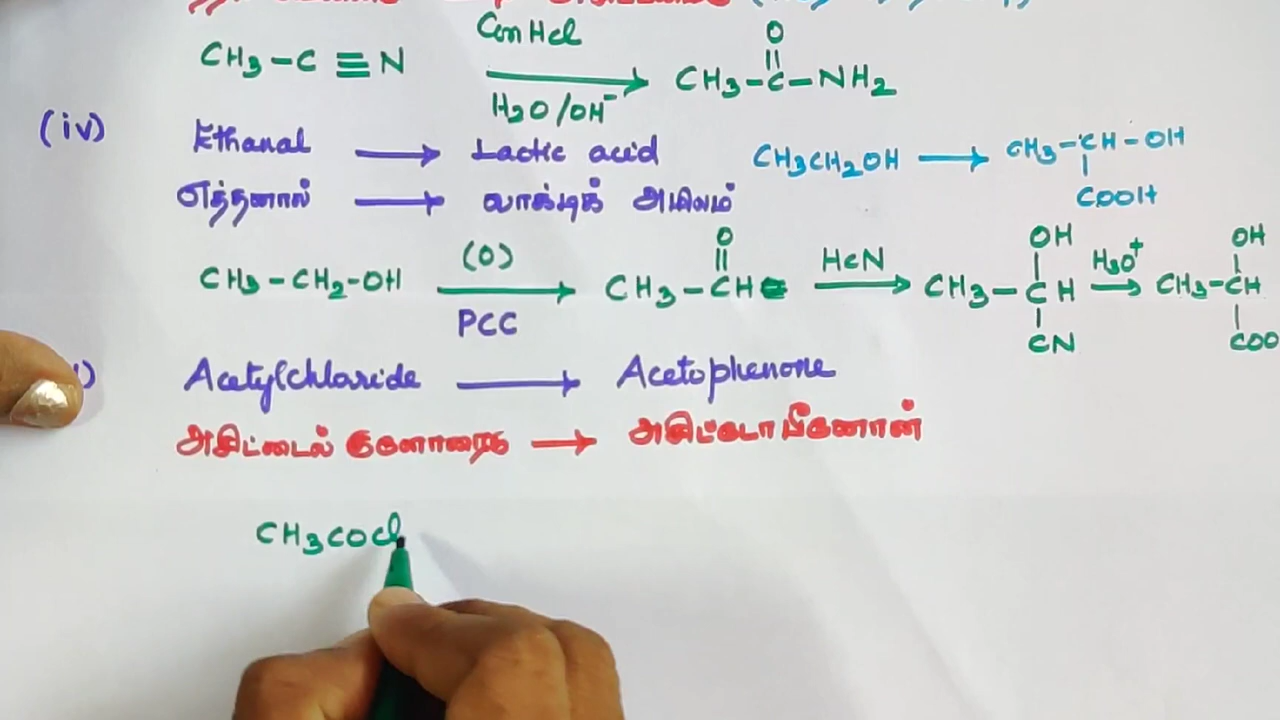 Con HCl
CH3 – C ≡ N → CH3 – C – NH2
O
H2O/OH⁻
(iv) Ethanal → Lactic acid CH3CH2OH → CH3 – CH – OH
COOH
எத்தனால் → லாக்டிக் அமிலம்
CH3 – CH2 – OH (O) → CH3 – CH HCN → CH3 – CH H3O⁺ → CH3 – CH
PCC O OH OH
CN COO
) Acetylchloride → Acetophenone
அசிட்டைல் குளோரைடு → அசிட்டோ பீனோன்
CH3COCl